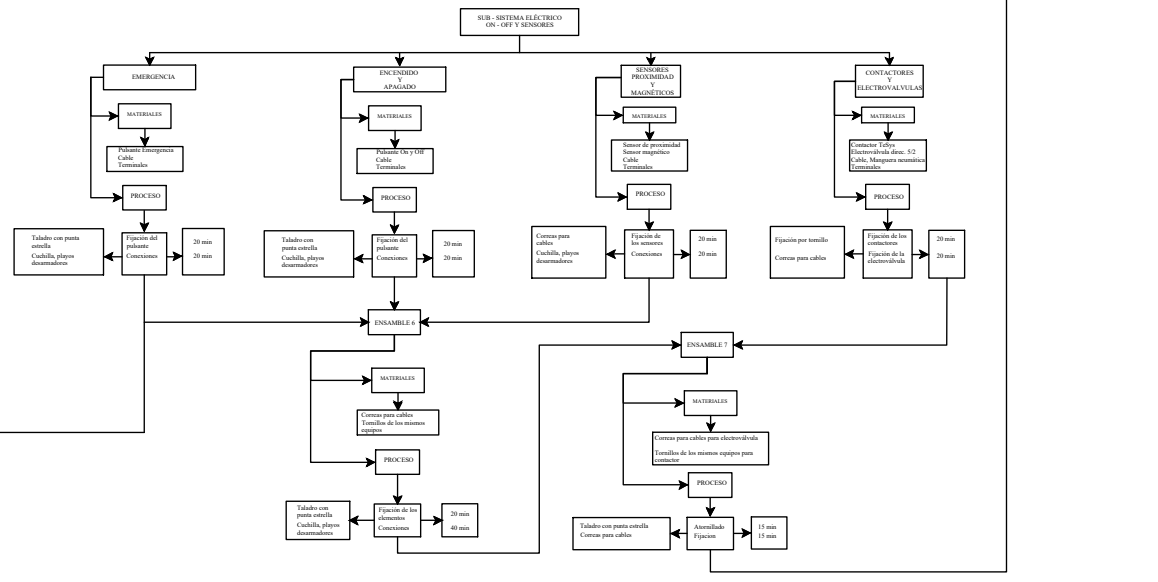 SUB - SISTEMA ELÉCTRICO
ON - OFF Y SENSORES
EMERGENCIA
MATERIALES
Pulsante Emergencia
Cable
Terminales
PROCESO
Taladro con punta
estrella
Cuchilla, playos
desarmadores
Fijación del
pulsante
Conexiones
20 min
20 min
ENCENDIDO
Y
APAGADO
MATERIALES
Pulsante On y Off
Cable
Terminales
PROCESO
Taladro con
punta estrella
Cuchilla, playos
desarmadores
Fijación del
pulsante
Conexiones
20 min
20 min
SENSORES
PROXIMIDAD
Y
MAGNÉTICOS
MATERIALES
Sensor de proximidad
Sensor magnético
Cable
Terminales
PROCESO
Correas para
cables
Cuchilla, playos
desarmadores
Fijación de
los sensores
Conexiones
20 min
20 min
CONTACTORES
Y
ELECTROVALVULAS
MATERIALES
Contactor TeSys
Electroválvula direc. 5/2
Cable, Manguera neumática
Terminales
PROCESO
Fijación por tornillo
Correas para cables
Fijación de los
contactores
Fijación de la
electroválvula
20 min
20 min
ENSAMBLE 6
MATERIALES
Correas para cables
Tornillos de los mismos
equipos
PROCESO
Taladro con
punta estrella
Cuchilla, playos
desarmadores
Fijación de los
elementos
Conexiones
20 min
40 min
ENSAMBLE 7
MATERIALES
Correas para cables para electroválvula
Tornillos de los mismos equipos para
contactor
PROCESO
Taladro con punta estrella
Correas para cables
Atornillado
Fijacion
15 min
15 min